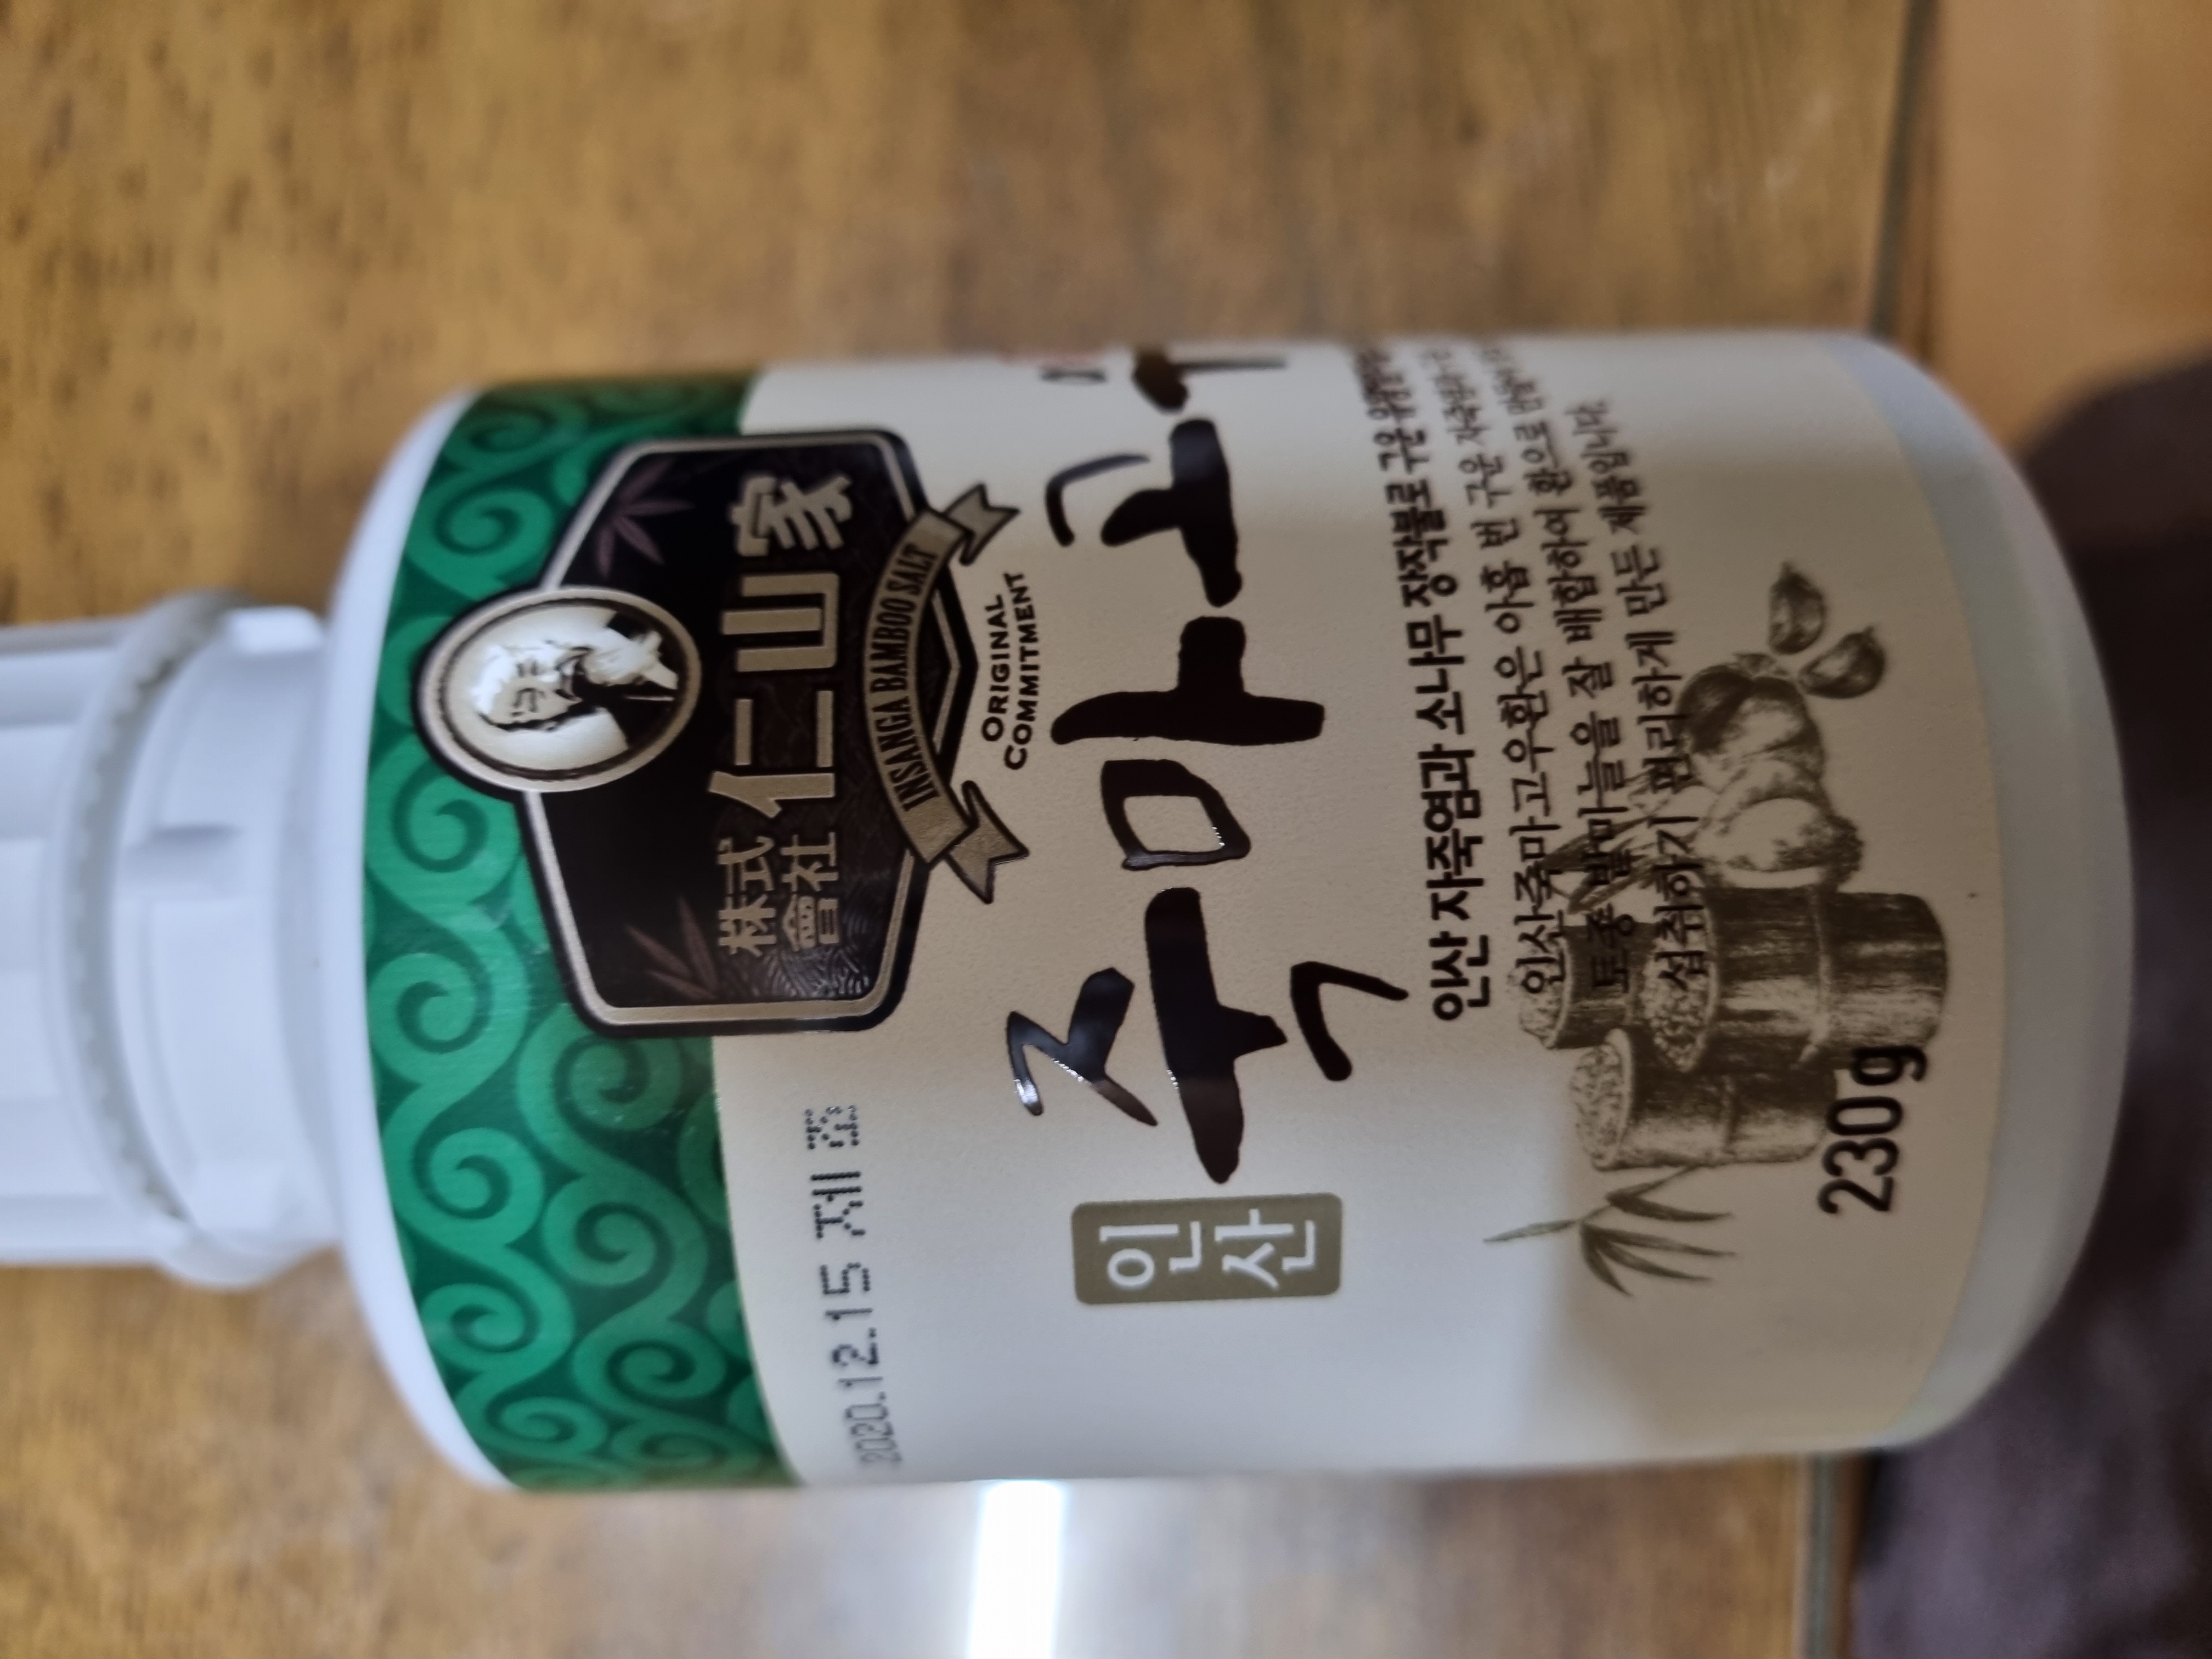 株式
會社
仁山家
INSANGA BAMBOO SALT
ORIGINAL
COMMITMENT
2020.12.15 제조
인산
죽마고
인산 자죽염과 소나무 장작불로 구운
인산죽마고우환은 아홉 번 구운 자죽염과
토종 밭마늘을 잘 배합하여 환으로
섭취하기 편리하게 만든 제품입니다.
230g